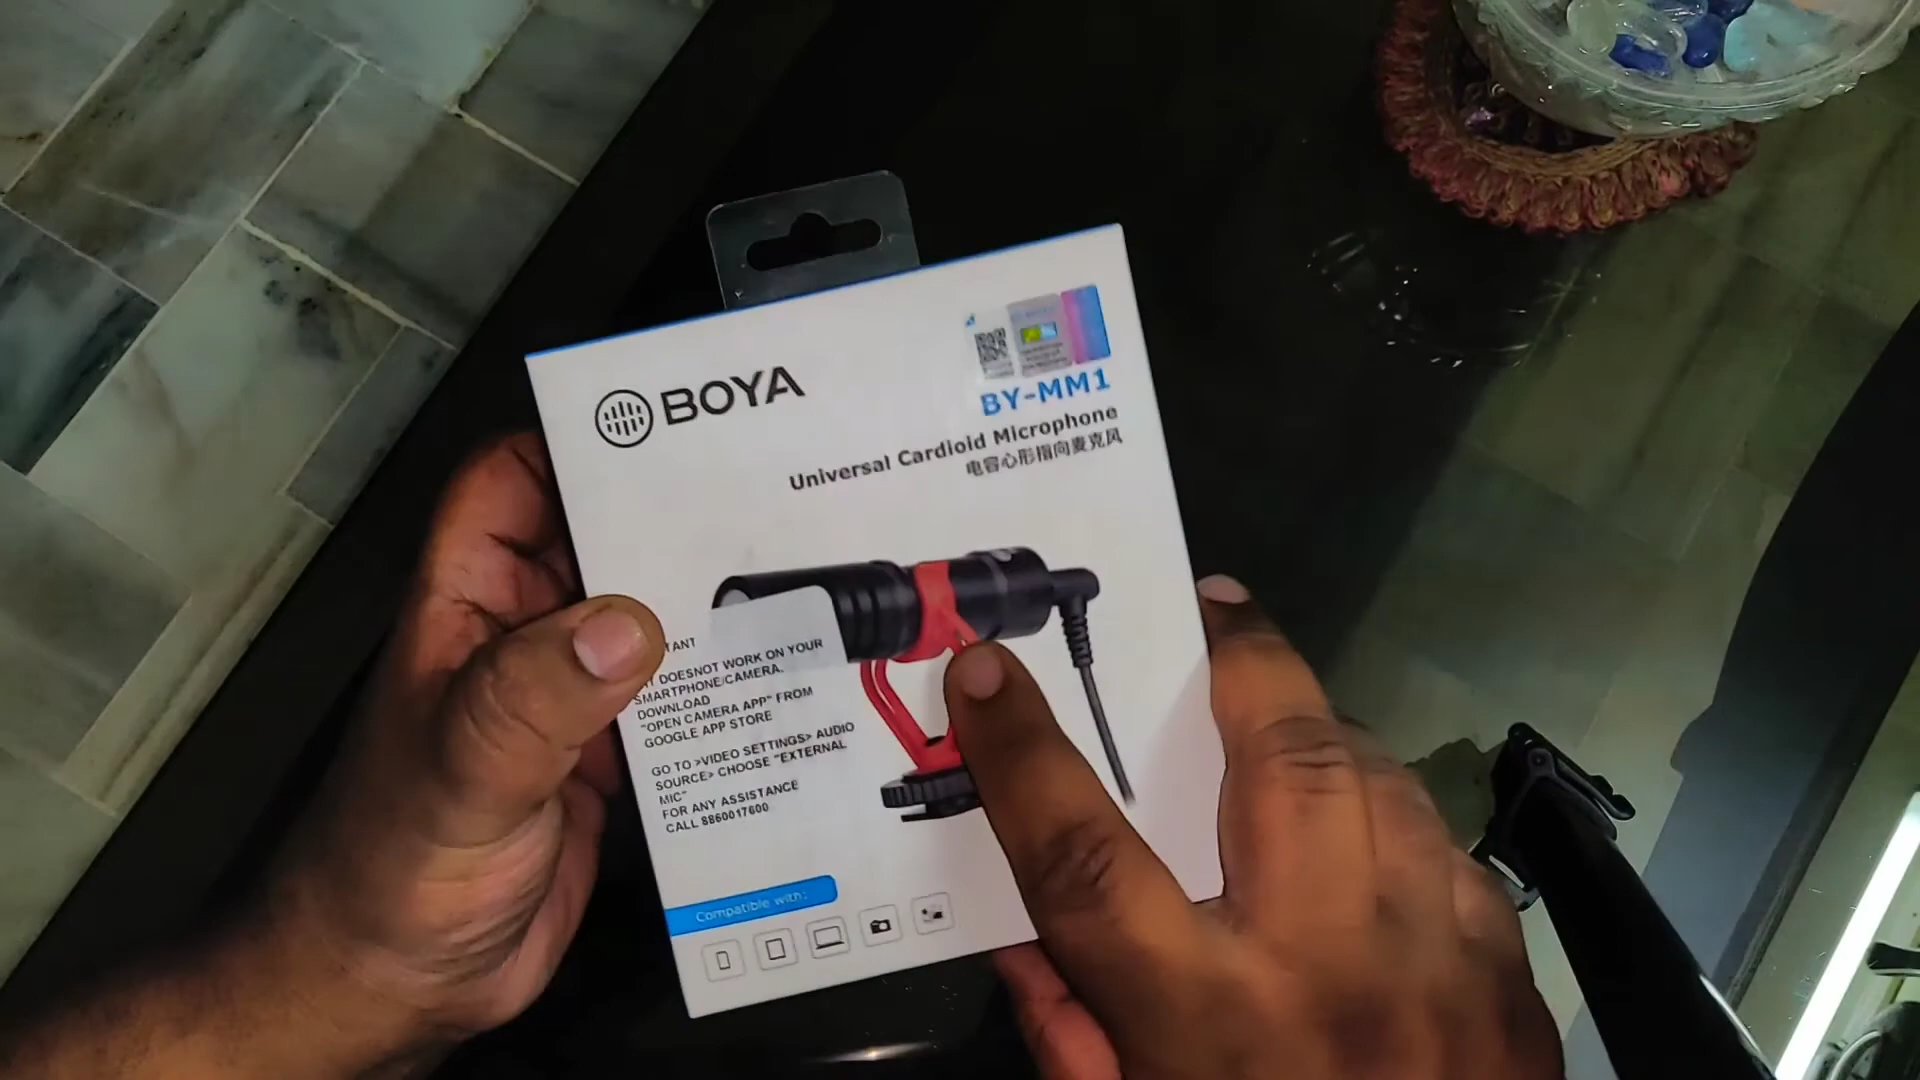 BOYA
BY-MM1
Universal Cardioid Microphone
电容心形指向麦克风
DOESNOT WORK ON YOUR
SMARTPHONE/CAMERA.
DOWNLOAD
"OPEN CAMERA APP" FROM
GOOGLE APP STORE
GO TO >VIDEO SETTINGS> AUDIO
SOURCE> CHOOSE "EXTERNAL
MIC"
FOR ANY ASSISTANCE
CALL 8860017600
Compatible with: